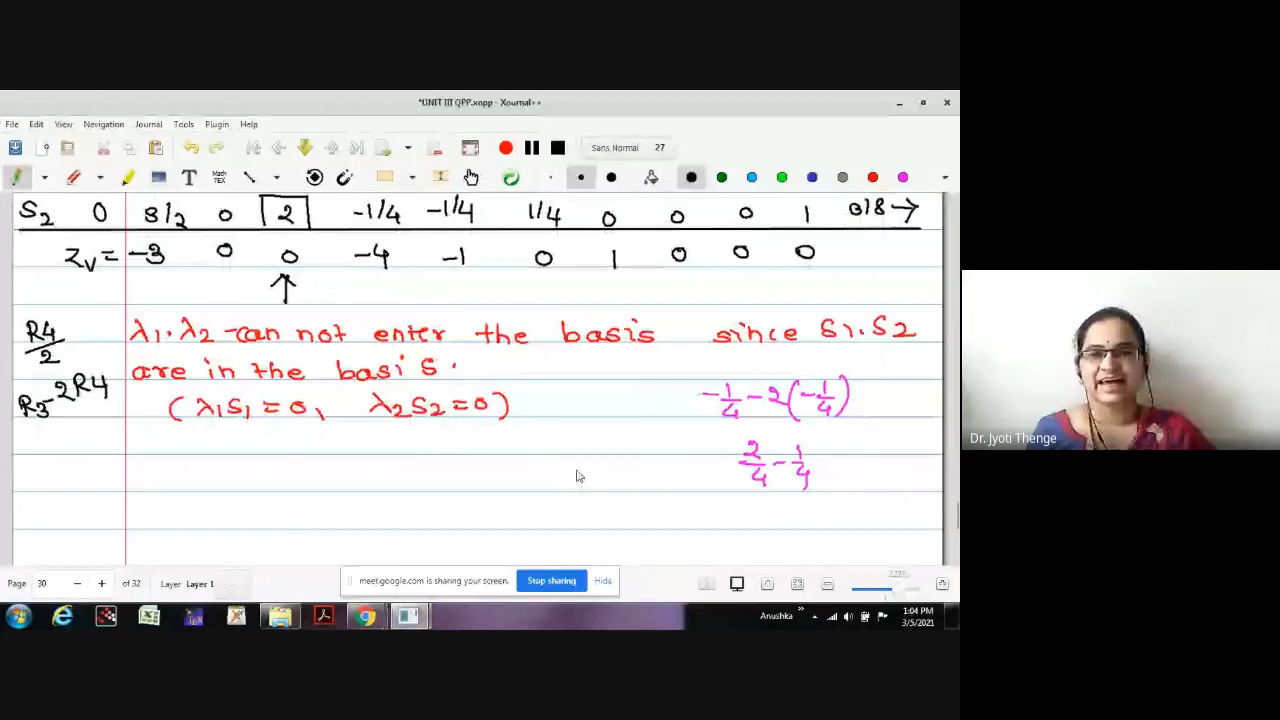 *UNIT III QPP.xopp - Xournal++
File Edit View Navigation Journal Tools Plugin Help
Sans Normal 27
S2 0 3/2 0 2 -1/4 -1/4 1/4 0 0 0 1 →
ZV = -3 0 0 -4 -1 0 1 0 0 0
↑
R4/2
R3-2R4
λ1, λ2 can not enter the basis since S1, S2
are in the basis.
(λ1S1 = 0, λ2S2 = 0)
-1/4 - 2(-1/4)
2/4 - 1/4
Dr. Jyoti Thenge
Page 30 of 32 Layer Layer 1
meet.google.com is sharing your screen. Stop sharing Hide
Anushka
1:04 PM
3/5/2021